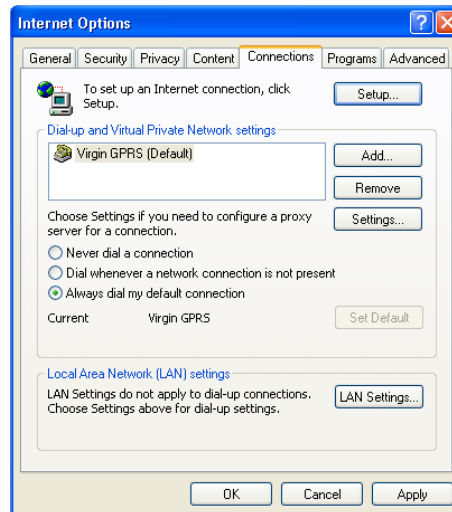 Internet Options
General Security Privacy Content Connections Programs Advanced
To set up an Internet connection, click
Setup.
Setup...
Dial-up and Virtual Private Network settings
Virgin GPRS (Default)
Add...
Remove
Choose Settings if you need to configure a proxy
server for a connection.
Settings...
Never dial a connection
Dial whenever a network connection is not present
Always dial my default connection
Current Virgin GPRS
Set Default
Local Area Network (LAN) settings
LAN Settings do not apply to dial-up connections.
Choose Settings above for dial-up settings.
LAN Settings...
OK Cancel Apply